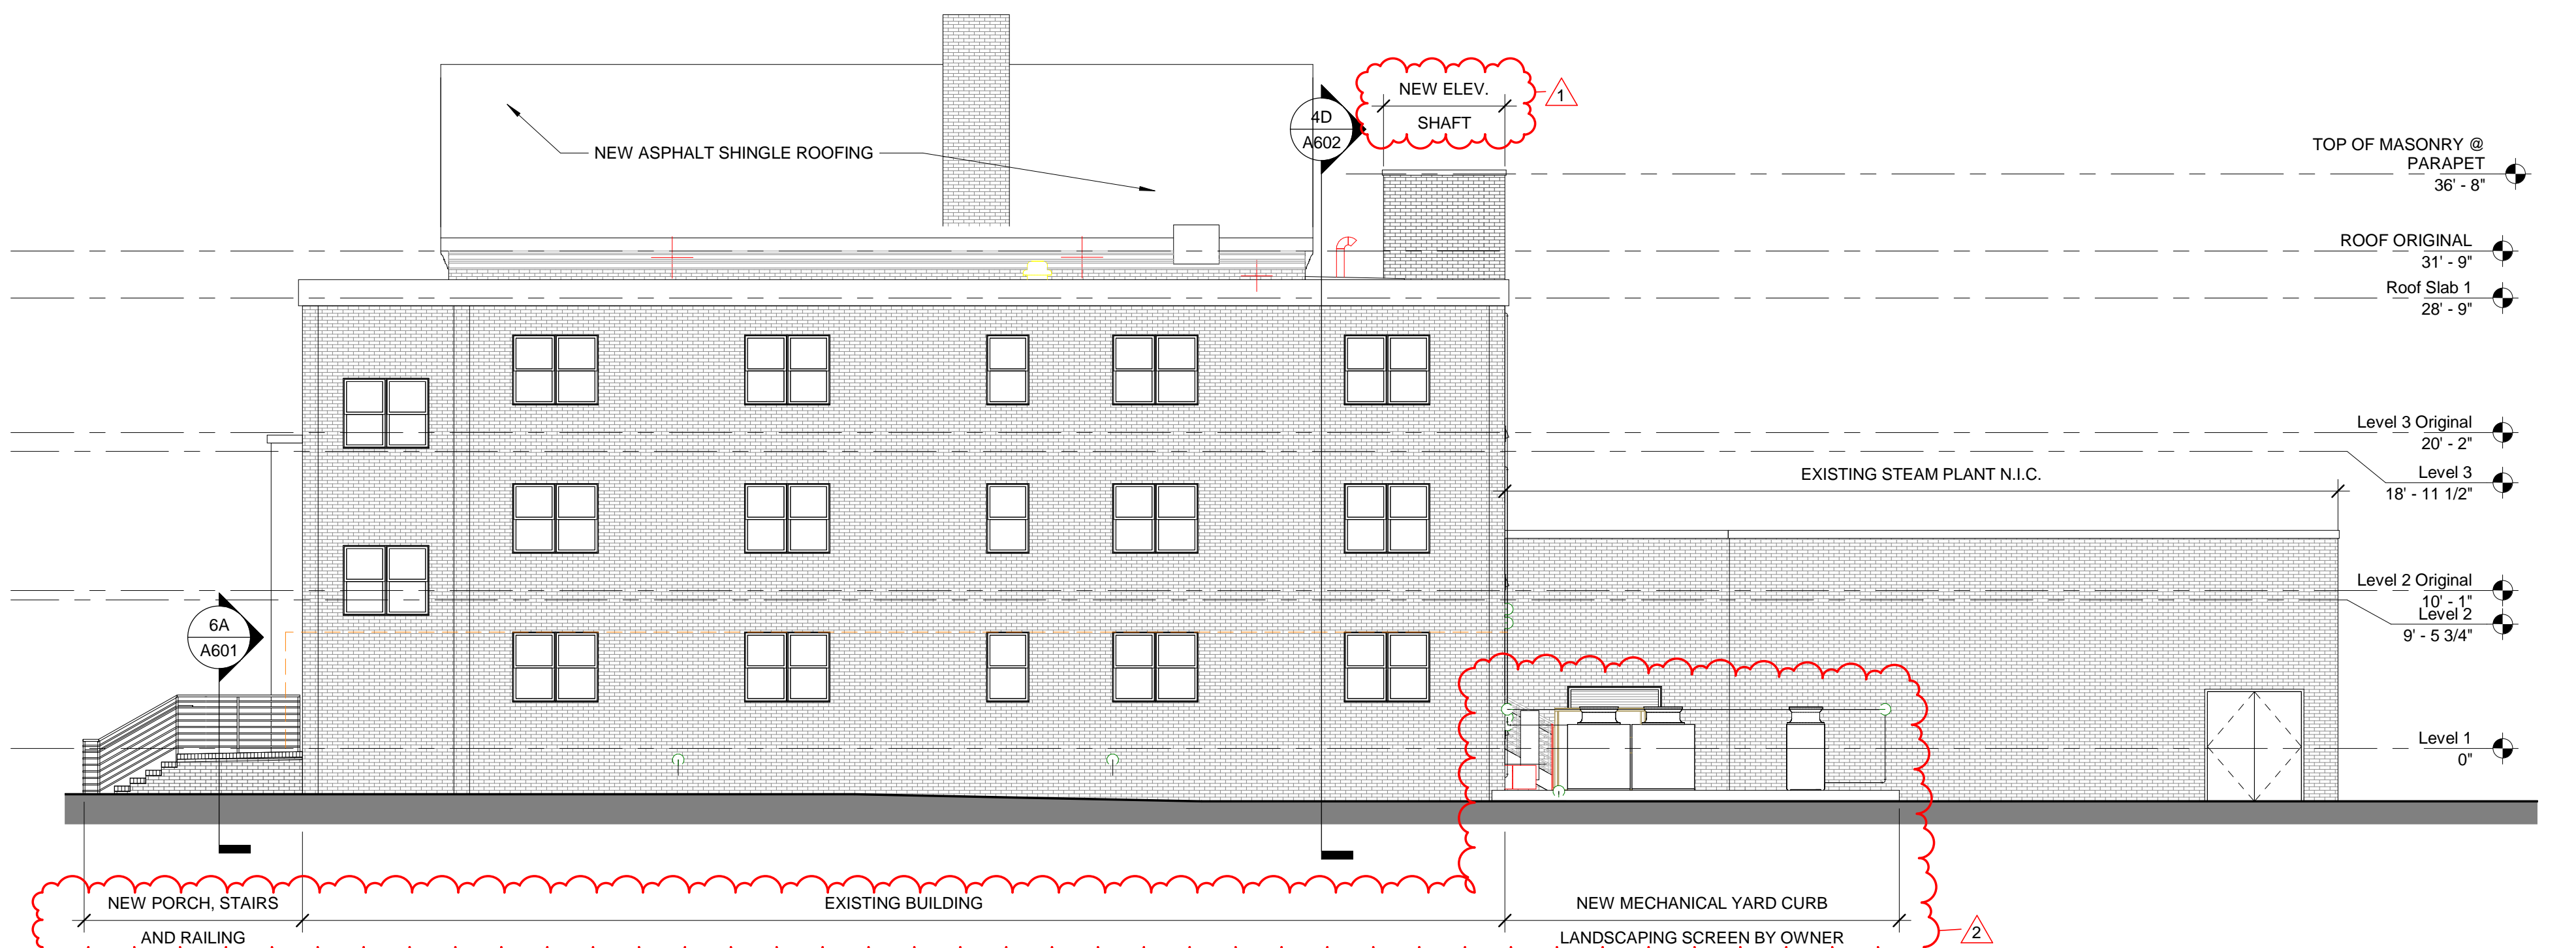 NEW ELEV.
SHAFT
1
4D
A602
NEW ASPHALT SHINGLE ROOFING
TOP OF MASONRY @
PARAPET
36' - 8"
ROOF ORIGINAL
31' - 9"
Roof Slab 1
28' - 9"
Level 3 Original
20' - 2"
Level 3
18' - 11 1/2"
EXISTING STEAM PLANT N.I.C.
Level 2 Original
10' - 1"
Level 2
9' - 5 3/4"
6A
A601
Level 1
0"
NEW PORCH, STAIRS
AND RAILING
EXISTING BUILDING
NEW MECHANICAL YARD CURB
LANDSCAPING SCREEN BY OWNER
2